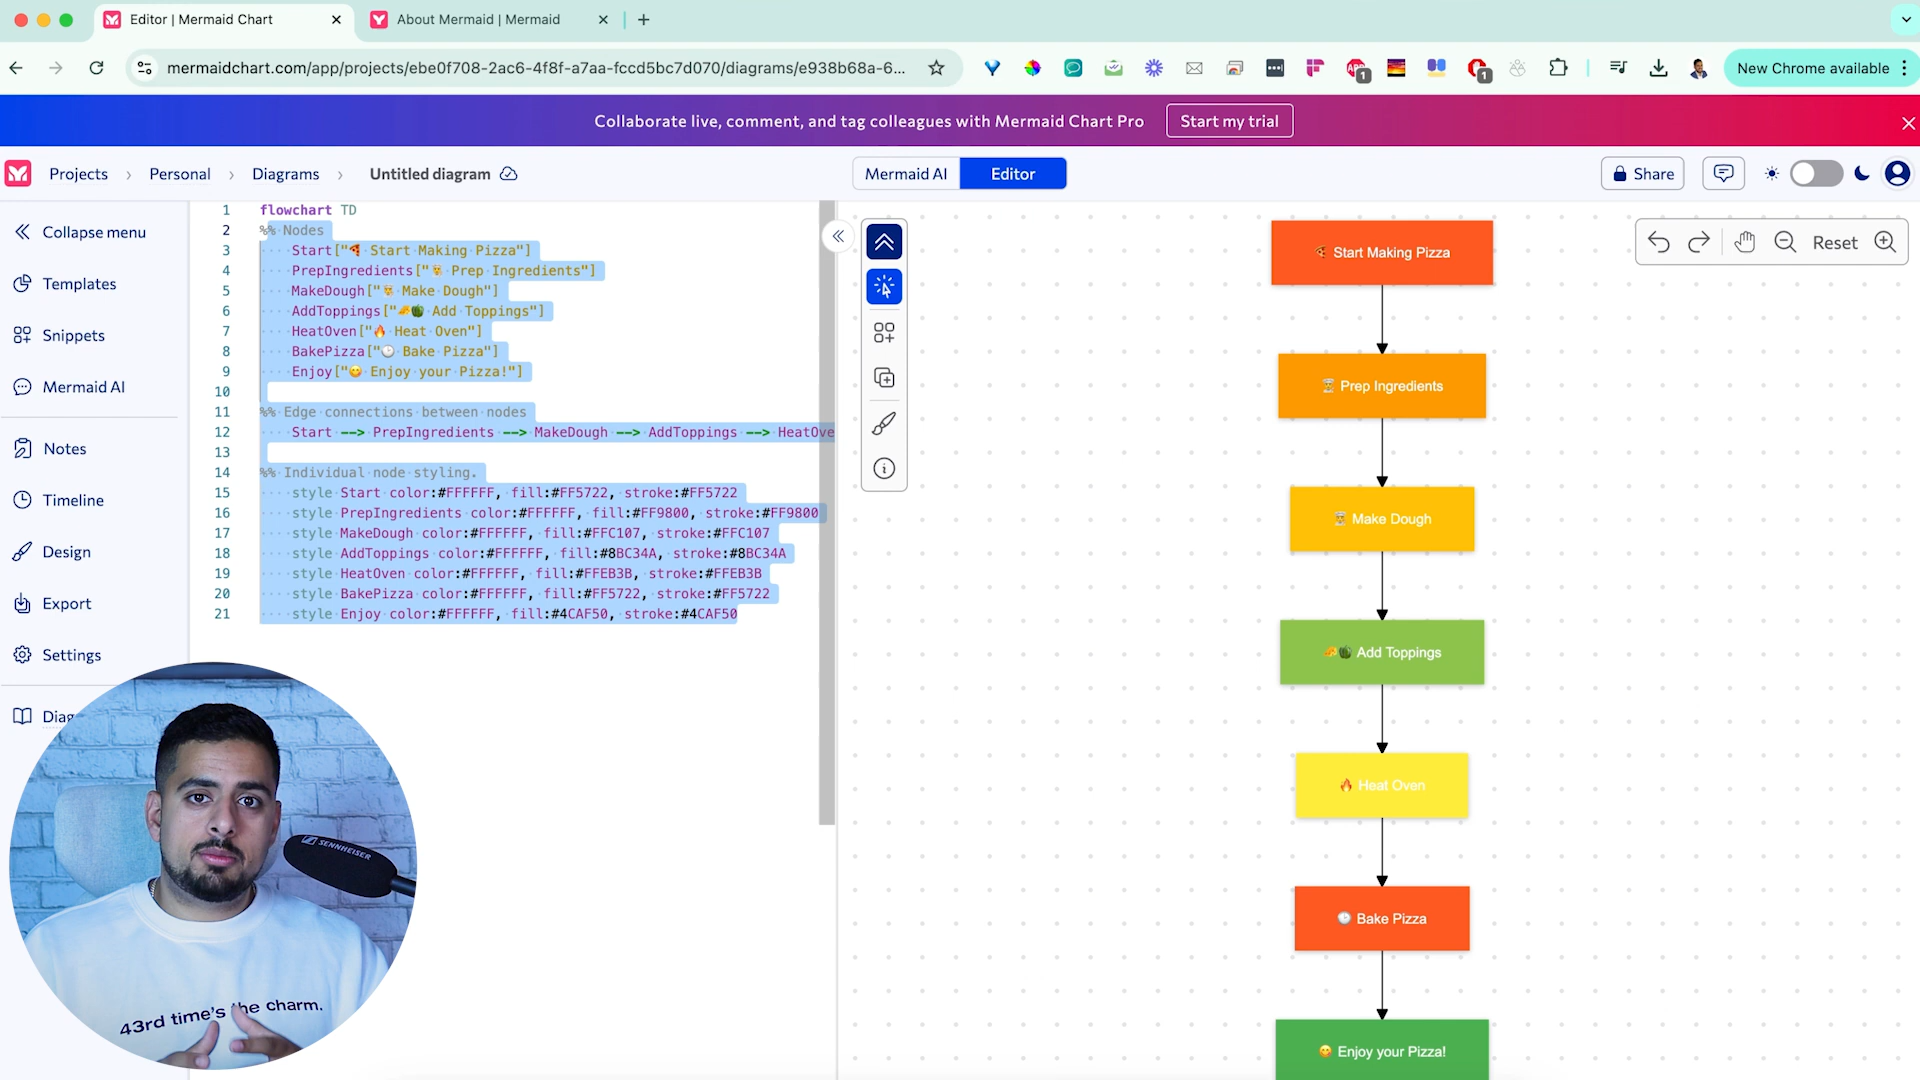 Editor | Mermaid Chart
About Mermaid | Mermaid
mermaidchart.com/app/projects/ebe0f708-2ac6-4f8f-a7aa-fccd5bc7d070/diagrams/e938b68a-6...
1
1
New Chrome available
Collaborate live, comment, and tag colleagues with Mermaid Chart Pro
Start my trial
Projects
Personal
Diagrams
Untitled diagram
Mermaid AI
Editor
Share
Collapse menu
Templates
Snippets
Mermaid AI
Notes
Timeline
Design
Export
Settings
Diag
1 flowchart TD
2 %% Nodes
3 Start["🍕 Start Making Pizza"]
4 PrepIngredients["👨‍🍳 Prep Ingredients"]
5 MakeDough["👨‍🍳 Make Dough"]
6 AddToppings["🧀🫑 Add Toppings"]
7 HeatOven["🔥 Heat Oven"]
8 BakePizza["🕒 Bake Pizza"]
9 Enjoy["😋 Enjoy your Pizza!"]
10
11 %% Edge connections between nodes
12 Start --> PrepIngredients --> MakeDough --> AddToppings --> HeatOve
13
14 %% Individual node styling.
15 style Start color:#FFFFFF, fill:#FF5722, stroke:#FF5722
16 style PrepIngredients color:#FFFFFF, fill:#FF9800, stroke:#FF9800
17 style MakeDough color:#FFFFFF, fill:#FFC107, stroke:#FFC107
18 style AddToppings color:#FFFFFF, fill:#8BC34A, stroke:#8BC34A
19 style HeatOven color:#FFFFFF, fill:#FFEB3B, stroke:#FFEB3B
20 style BakePizza color:#FFFFFF, fill:#FF5722, stroke:#FF5722
21 style Enjoy color:#FFFFFF, fill:#4CAF50, stroke:#4CAF50
Reset
🍕 Start Making Pizza
👨‍🍳 Prep Ingredients
👨‍🍳 Make Dough
🧀🫑 Add Toppings
🔥 Heat Oven
🕒 Bake Pizza
😋 Enjoy your Pizza!
SENNHEISER
43rd time's the charm.